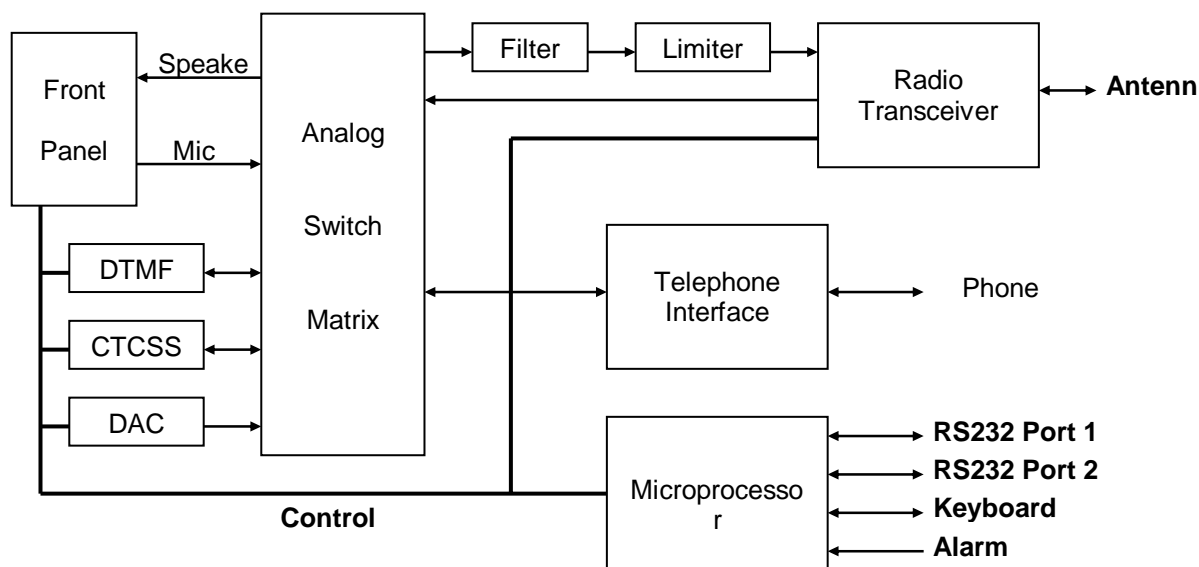 Front
Panel
Speake
Mic
DTMF
CTCSS
DAC
Analog
Switch
Matrix
Filter
Limiter
Radio
Transceiver
Antenn
Telephone
Interface
Phone
Microprocesso
r
RS232 Port 1
RS232 Port 2
Keyboard
Alarm
Control